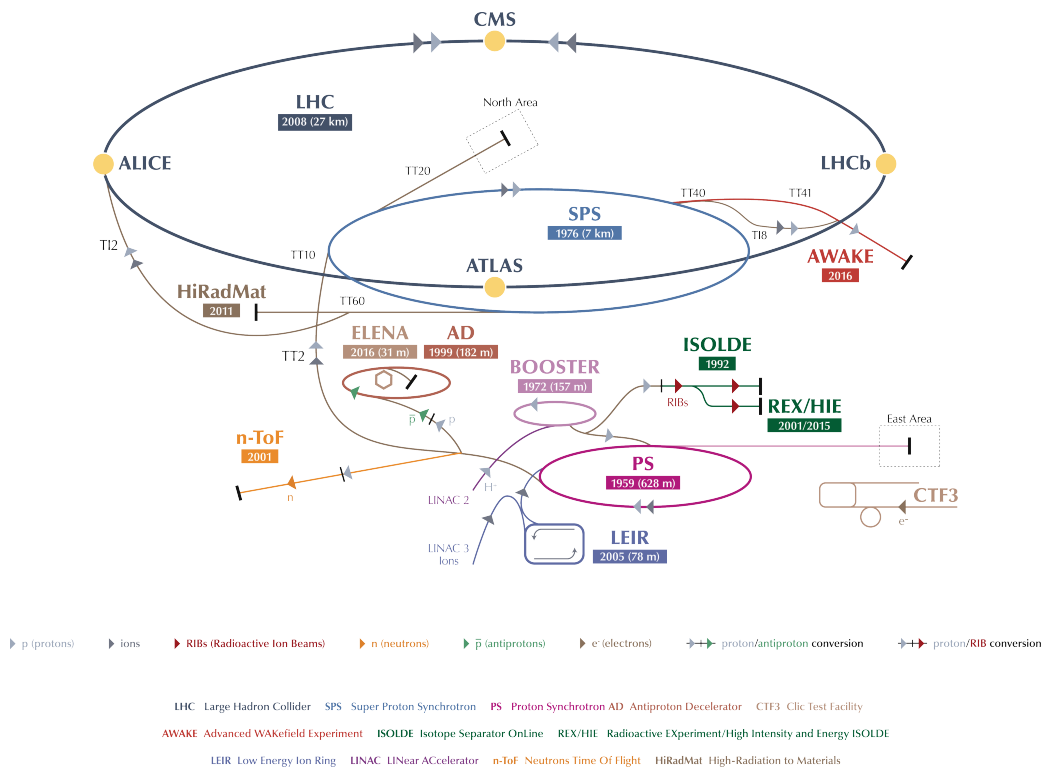 CMS
LHC
2008 (27 km)
North Area
ALICE
LHCb
TT20
TT40
TT41
SPS
1976 (7 km)
TI2
TI8
TT10
ATLAS
AWAKE
2016
HiRadMat
2011
TT60
ELENA
2016 (31 m)
AD
1999 (182 m)
TT2
ISOLDE
1992
BOOSTER
1972 (157 m)
RIBs
REX/HIE
2001/2015
p̅
p
East Area
n-ToF
2001
PS
1959 (628 m)
n
LINAC 2
H⁻
CTF3
e⁻
LINAC 3
Ions
LEIR
2005 (78 m)
p (protons)
ions
RIBs (Radioactive Ion Beams)
n (neutrons)
p̅ (antiprotons)
e⁻ (electrons)
proton/antiproton conversion
proton/RIB conversion
LHC Large Hadron Collider SPS Super Proton Synchrotron PS Proton Synchrotron AD Antiproton Decelerator CTF3 Clic Test Facility
AWAKE Advanced WAKefield Experiment ISOLDE Isotope Separator OnLine REX/HIE Radioactive EXperiment/High Intensity and Energy ISOLDE
LEIR Low Energy Ion Ring LINAC LINear ACcelerator n-ToF Neutrons Time Of Flight HiRadMat High-Radiation to Materials